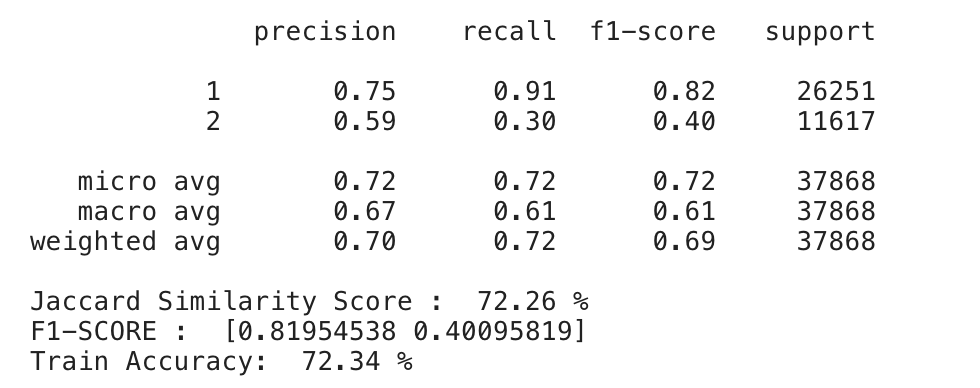 precision recall f1-score support
1 0.75 0.91 0.82 26251
2 0.59 0.30 0.40 11617
micro avg 0.72 0.72 0.72 37868
macro avg 0.67 0.61 0.61 37868
weighted avg 0.70 0.72 0.69 37868
Jaccard Similarity Score :  72.26 %
F1-SCORE :  [0.81954538 0.40095819]
Train Accuracy:  72.34 %